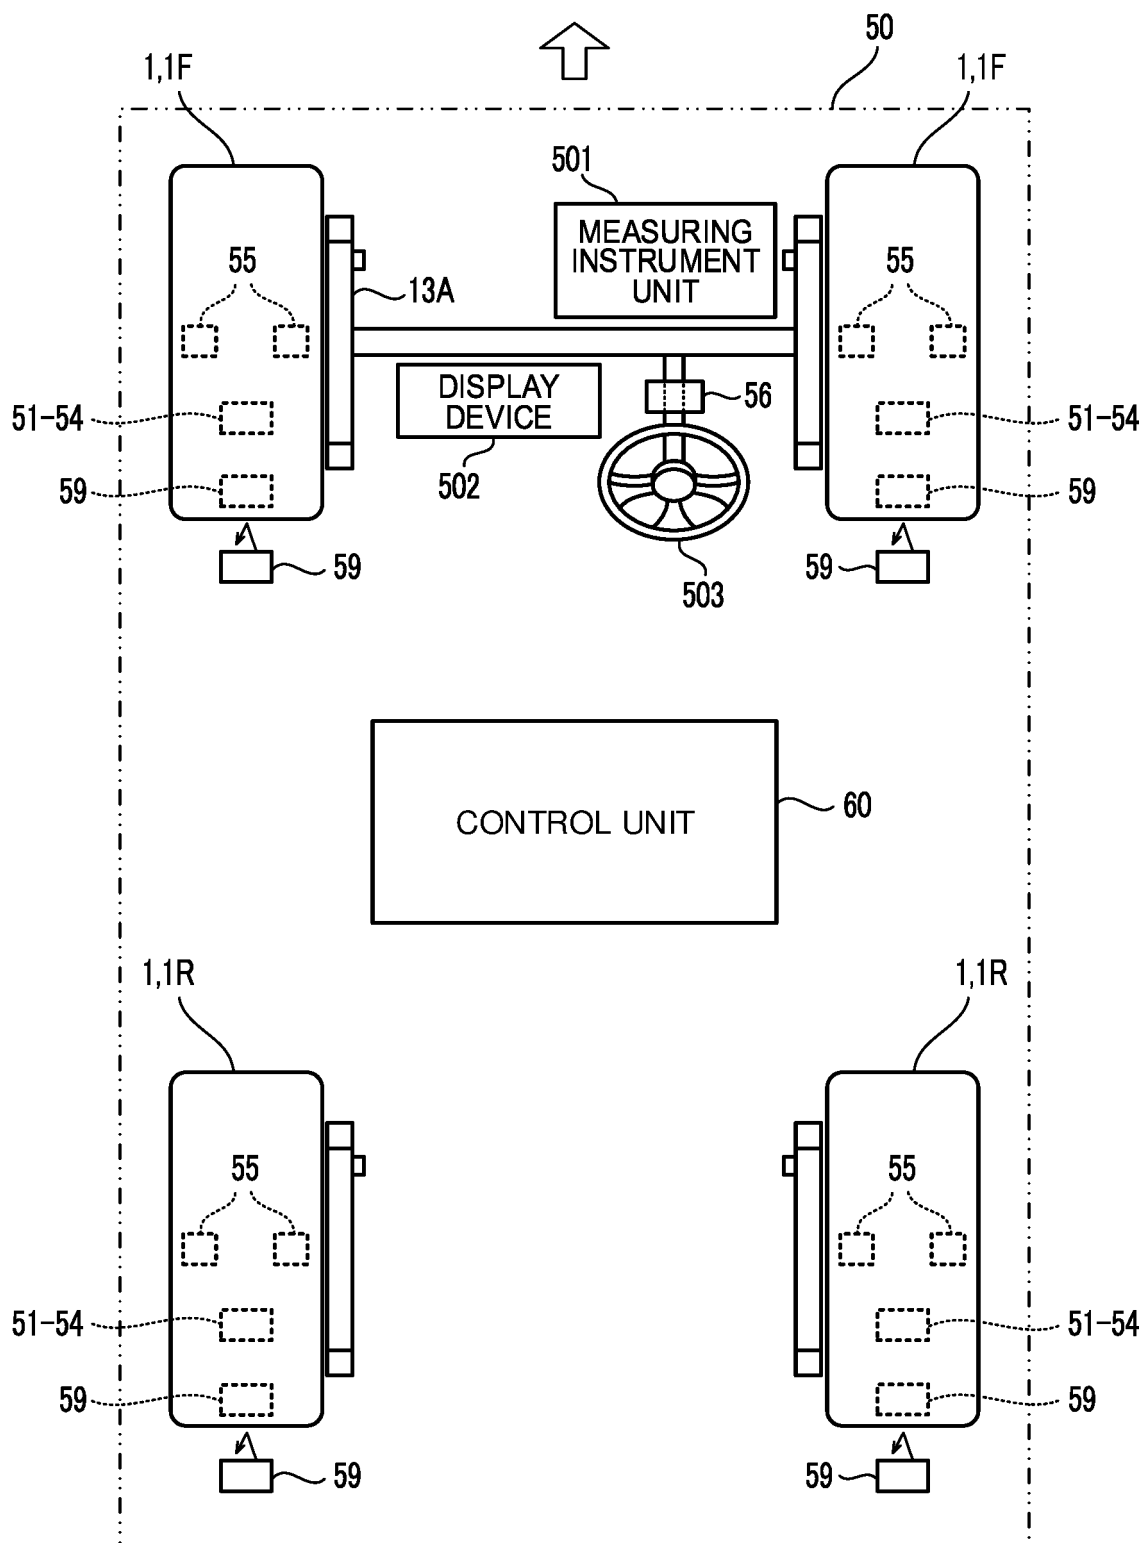 50
1,1F
1,1F
501
MEASURING
INSTRUMENT
UNIT
55
55
13A
DISPLAY
DEVICE
56
51-54
51-54
502
59
59
59
59
503
60
CONTROL UNIT
1,1R
1,1R
55
55
51-54
51-54
59
59
59
59